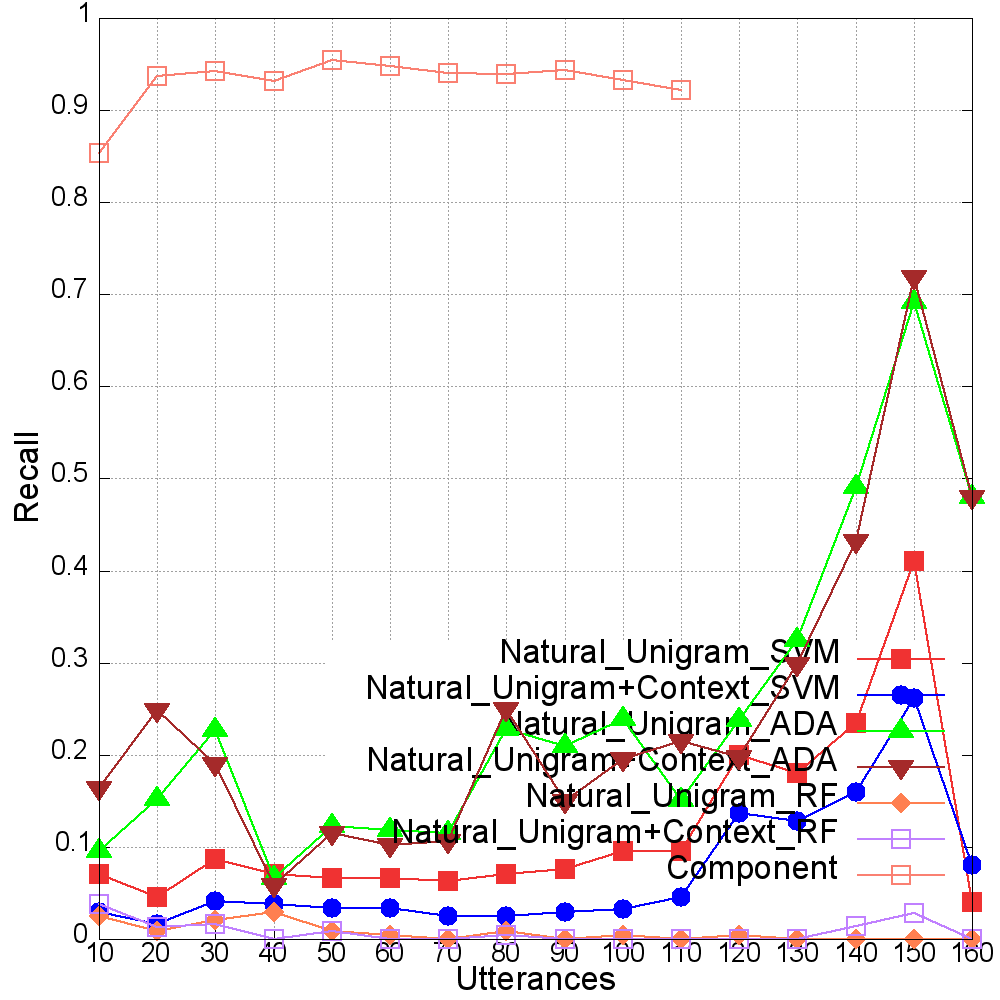 1
0.9
0.8
0.7
0.6
0.5
0.4
0.3
0.2
0.1
0
Recall
Natural_Unigram_SVM
Natural_Unigram+Context_SVM
Natural_Unigram_ADA
Natural_Unigram+Context_ADA
Natural_Unigram_RF
Natural_Unigram+Context_RF
Component
10 20 30 40 50 60 70 80 90 100 110 120 130 140 150 160
Utterances